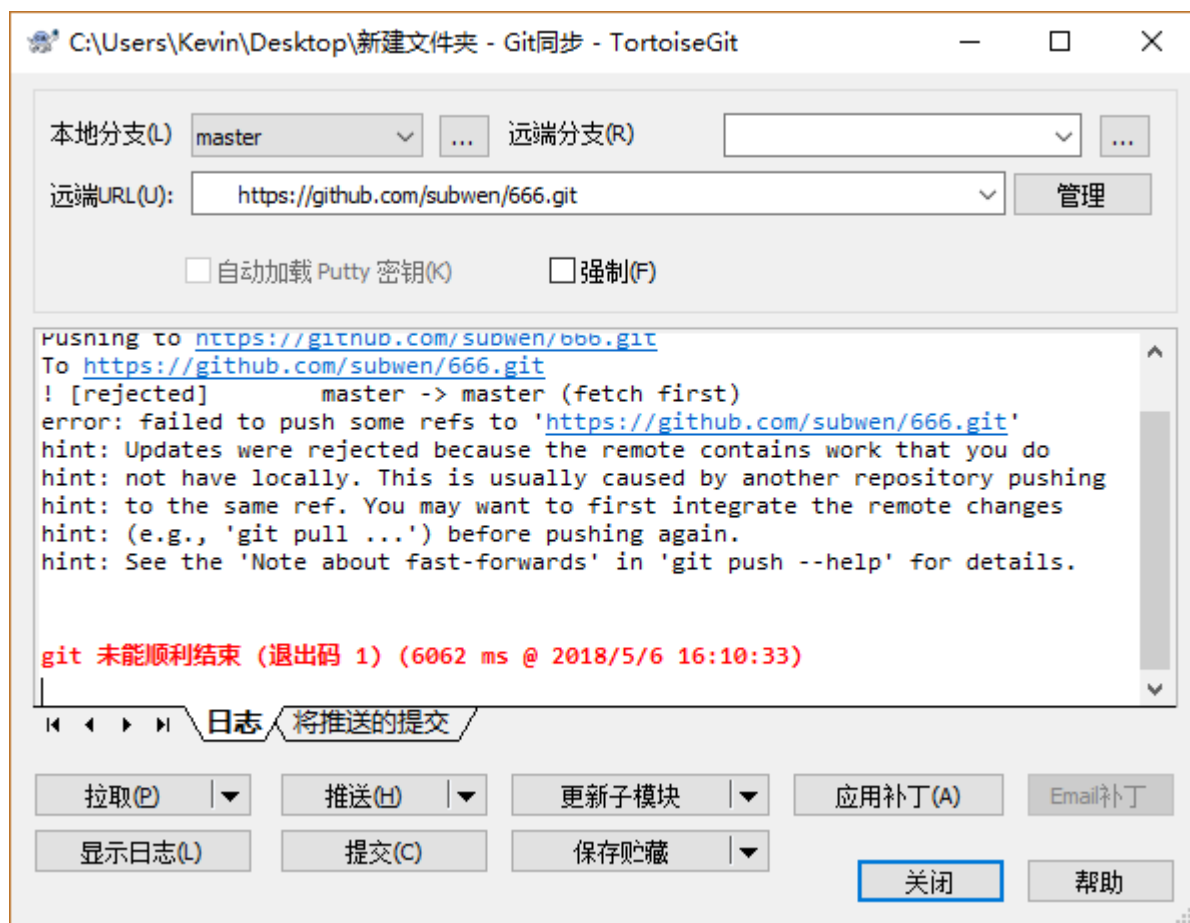 C:\Users\Kevin\Desktop\新建文件夹 - Git同步 - TortoiseGit
本地分支(L) master ... 远端分支(R) ...
远端URL(U): https://github.com/subwen/666.git 管理
自动加载 Putty 密钥(K) 强制(F)
Pushing to https://github.com/subwen/666.git
To https://github.com/subwen/666.git
! [rejected] master -> master (fetch first)
error: failed to push some refs to 'https://github.com/subwen/666.git'
hint: Updates were rejected because the remote contains work that you do
hint: not have locally. This is usually caused by another repository pushing
hint: to the same ref. You may want to first integrate the remote changes
hint: (e.g., 'git pull ...') before pushing again.
hint: See the 'Note about fast-forwards' in 'git push --help' for details.
git 未能顺利结束 (退出码 1) (6062 ms @ 2018/5/6 16:10:33)
日志 将推送的提交
拉取(P) 推送(H) 更新子模块 应用补丁(A) Email补丁
显示日志(L) 提交(C) 保存贮藏
关闭 帮助